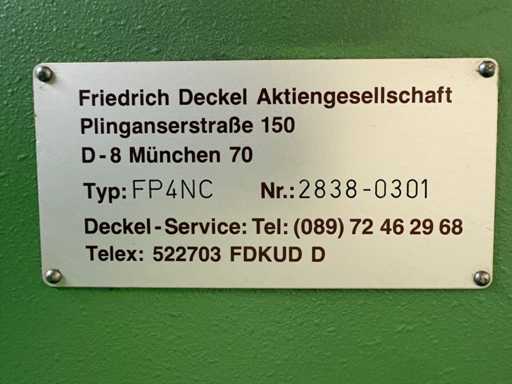 Friedrich Deckel Aktiengesellschaft
Plinganserstraße 150
D-8 München 70
Typ: FP4NC Nr.: 2838-0301
Deckel-Service: Tel: (089) 72 46 29 68
Telex: 522703 FDKUD D